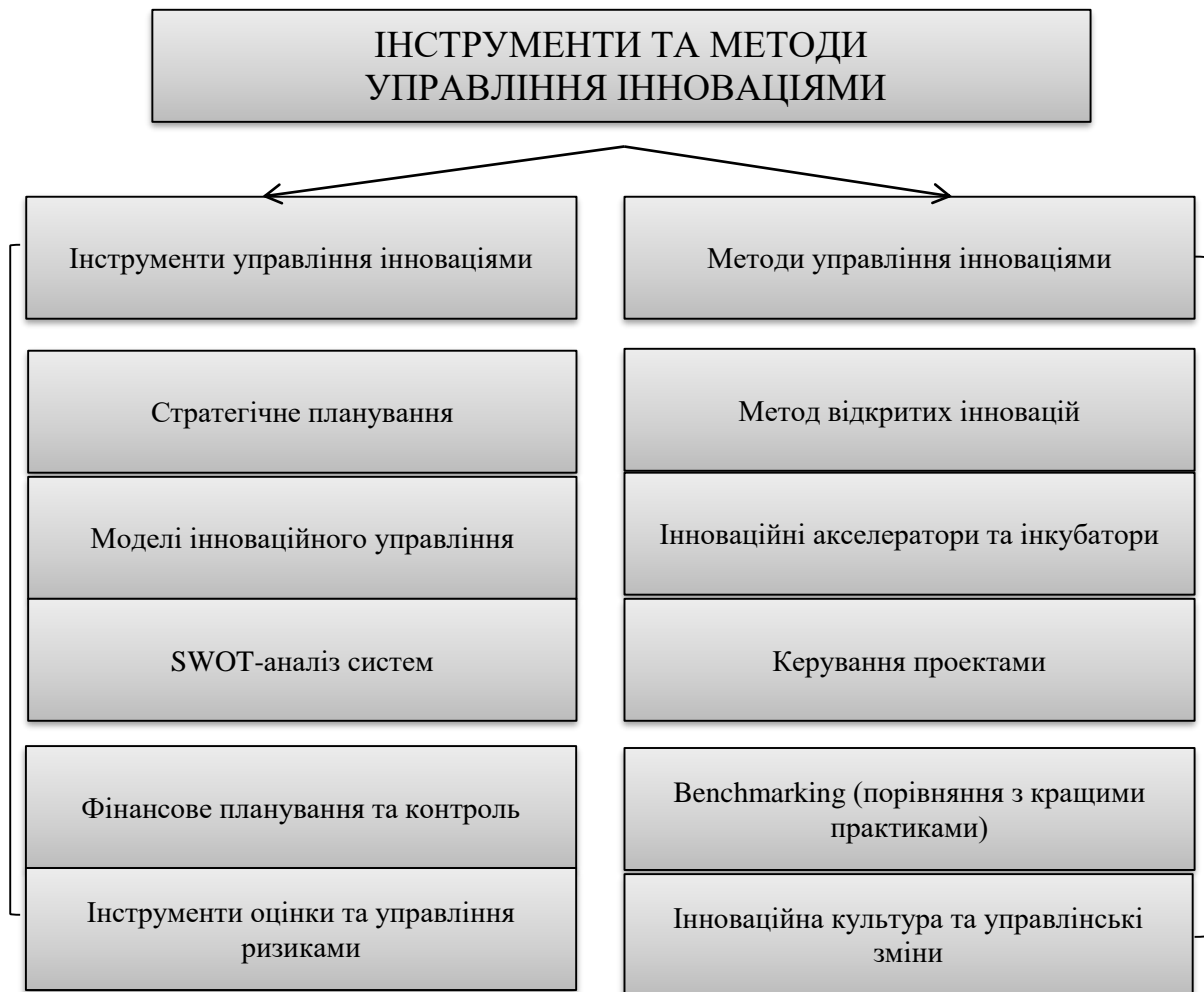 ІНСТРУМЕНТИ ТА МЕТОДИ
УПРАВЛІННЯ ІННОВАЦІЯМИ
Інструменти управління інноваціями
Стратегічне планування
Моделі інноваційного управління
SWOT-аналіз систем
Фінансове планування та контроль
Інструменти оцінки та управління
ризиками
Методи управління інноваціями
Метод відкритих інновацій
Інноваційні акселератори та інкубатори
Керування проектами
Benchmarking (порівняння з кращими
практиками)
Інноваційна культура та управлінські
зміни